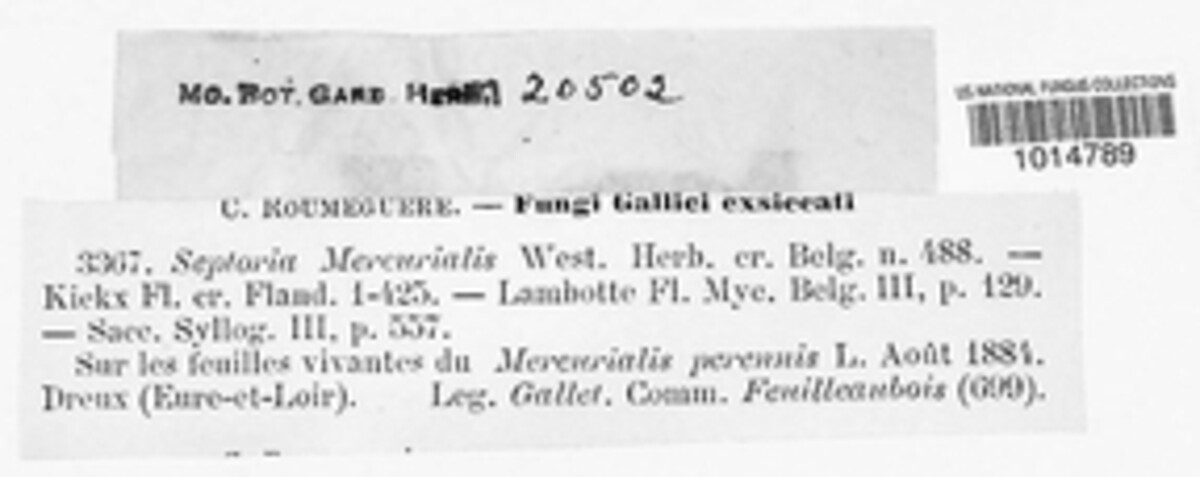 MO. BOT. GARD. HERB. 20502
US NATIONAL FUNGUS COLLECTIONS
1014789
C. ROUMEGUERE. — Fungi Gallici exsiccati
3367. Septoria Mercurialis West. Herb. cr. Belg. n. 488. —
Kickx Fl. cr. Fland. 1-425. — Lambotte Fl. Myc. Belg. III, p. 129.
— Sacc. Syllog. III, p. 557.
Sur les feuilles vivantes du Mercurialis perennis L. Août 1884.
Dreux (Eure-et-Loir). Leg. Gallet. Comm. Feuilleaubois (699).